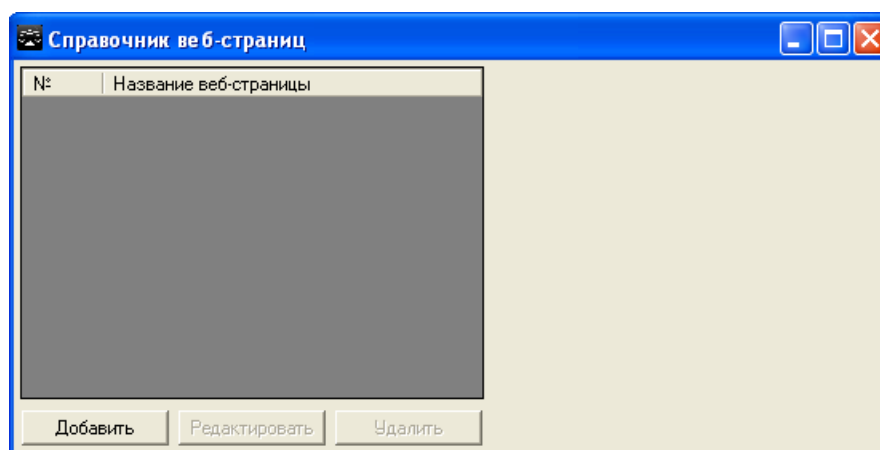 Справочник веб-страниц
№ Название веб-страницы
Добавить Редактировать Удалить